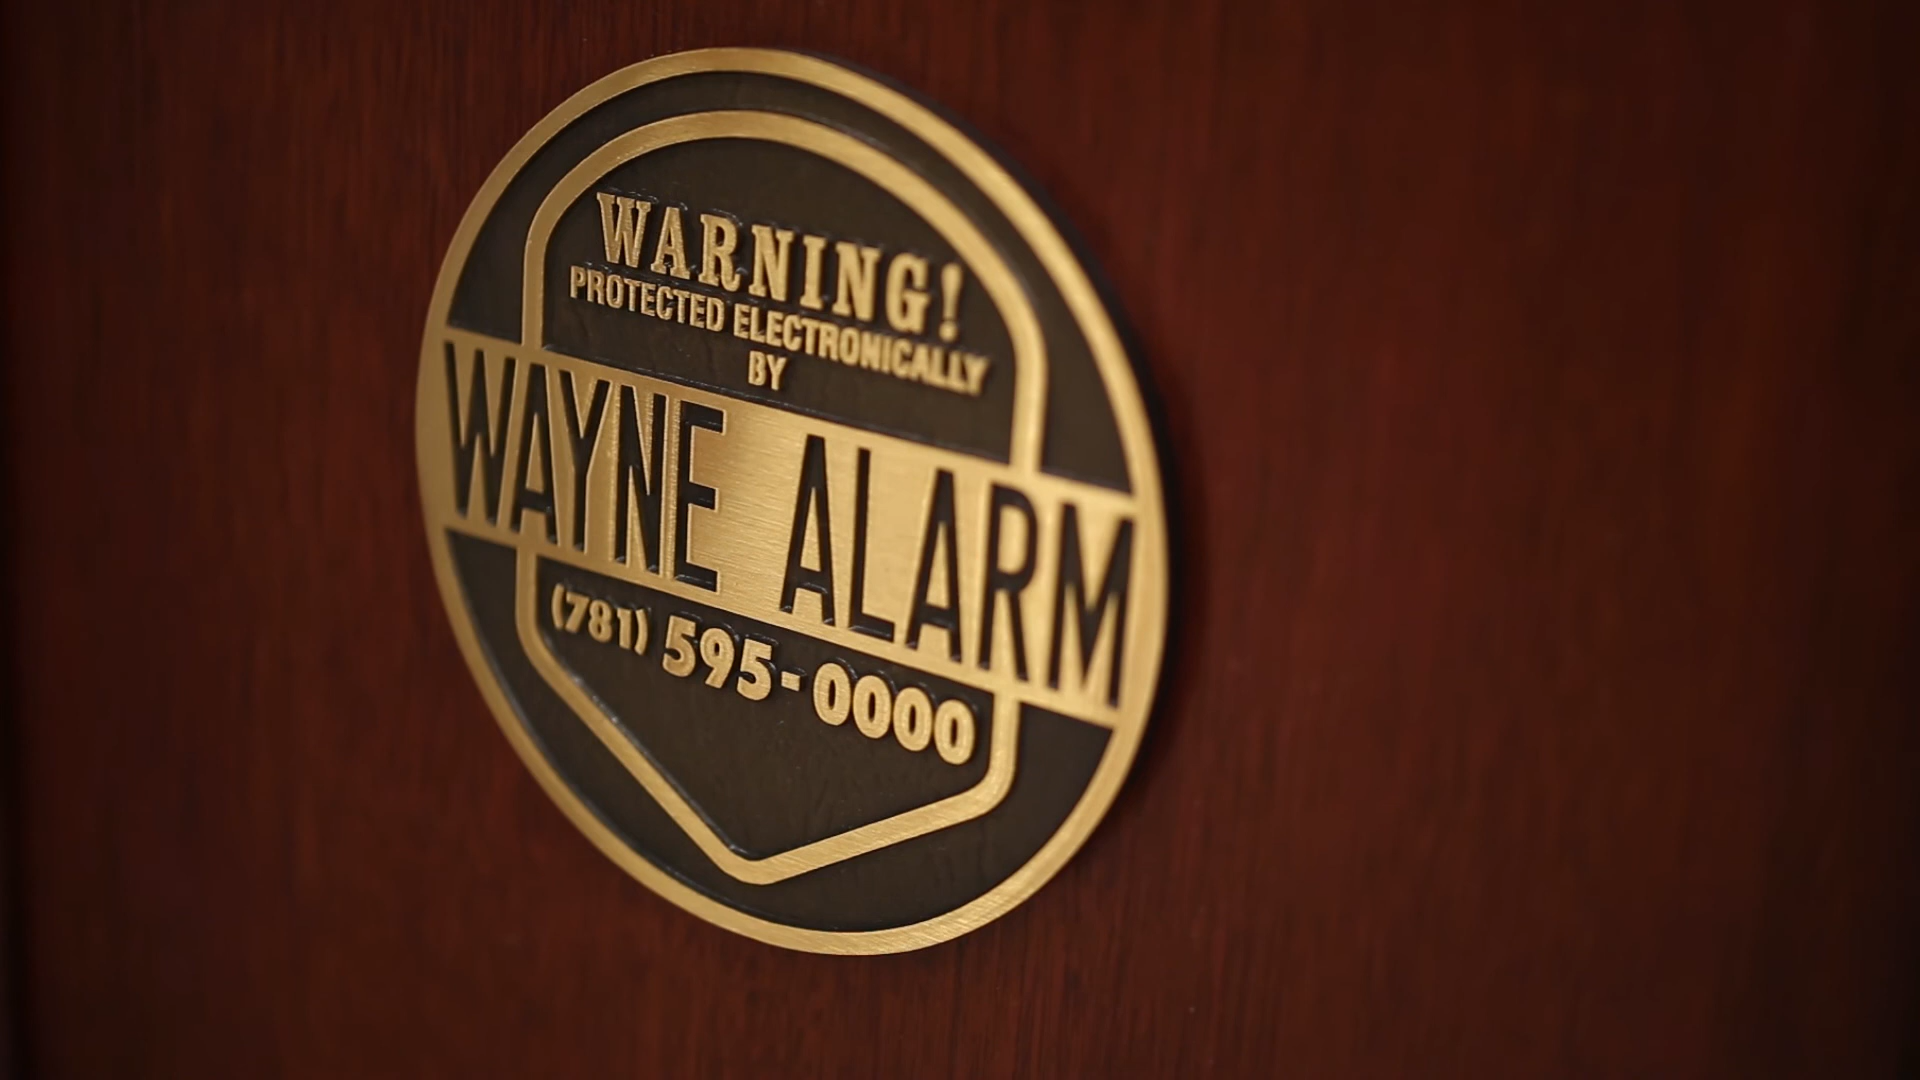 WARNING!
PROTECTED ELECTRONICALLY
BY
WAYNE ALARM
(781) 595-0000